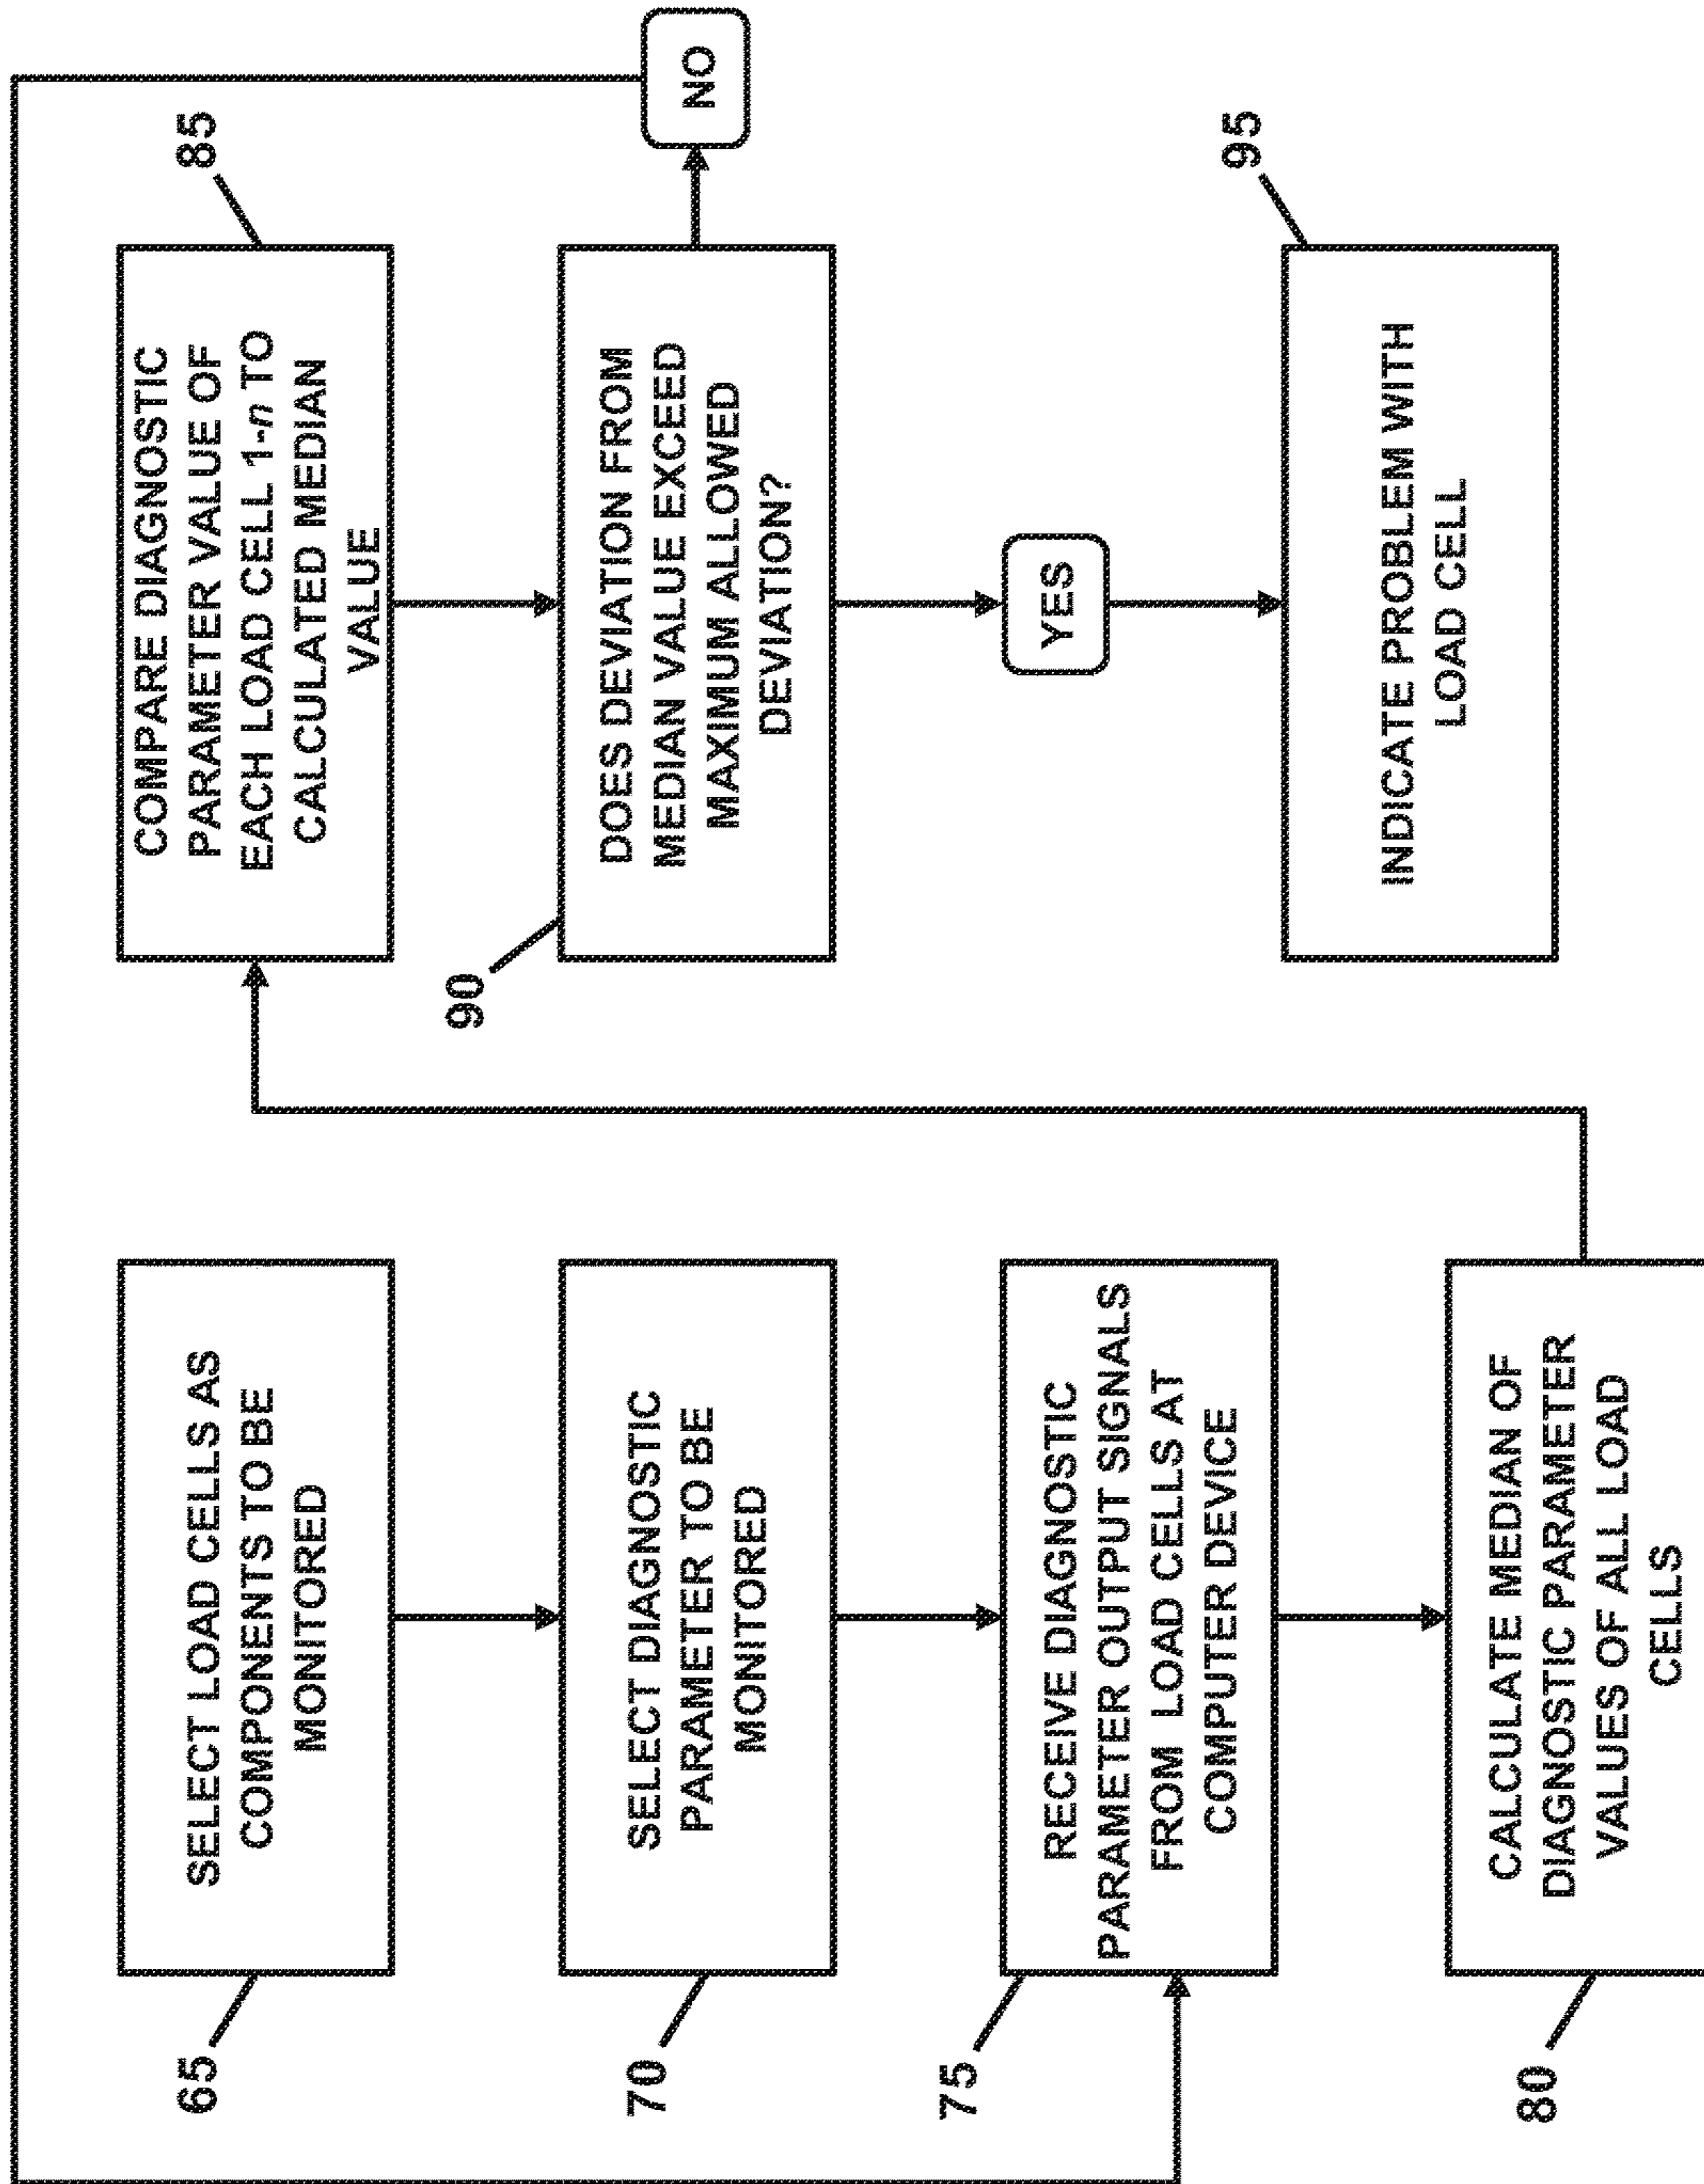 65
SELECT LOAD CELLS AS
COMPONENTS TO BE
MONITORED
70
SELECT DIAGNOSTIC
PARAMETER TO BE
MONITORED
75
RECEIVE DIAGNOSTIC
PARAMETER OUTPUT SIGNALS
FROM LOAD CELLS AT
COMPUTER DEVICE
80
CALCULATE MEDIAN OF
DIAGNOSTIC PARAMETER
VALUES OF ALL LOAD
CELLS
85
COMPARE DIAGNOSTIC
PARAMETER VALUE OF
EACH LOAD CELL 1-n TO
CALCULATED MEDIAN
VALUE
90
DOES DEVIATION FROM
MEDIAN VALUE EXCEED
MAXIMUM ALLOWED
DEVIATION?
NO
YES
95
INDICATE PROBLEM WITH
LOAD CELL